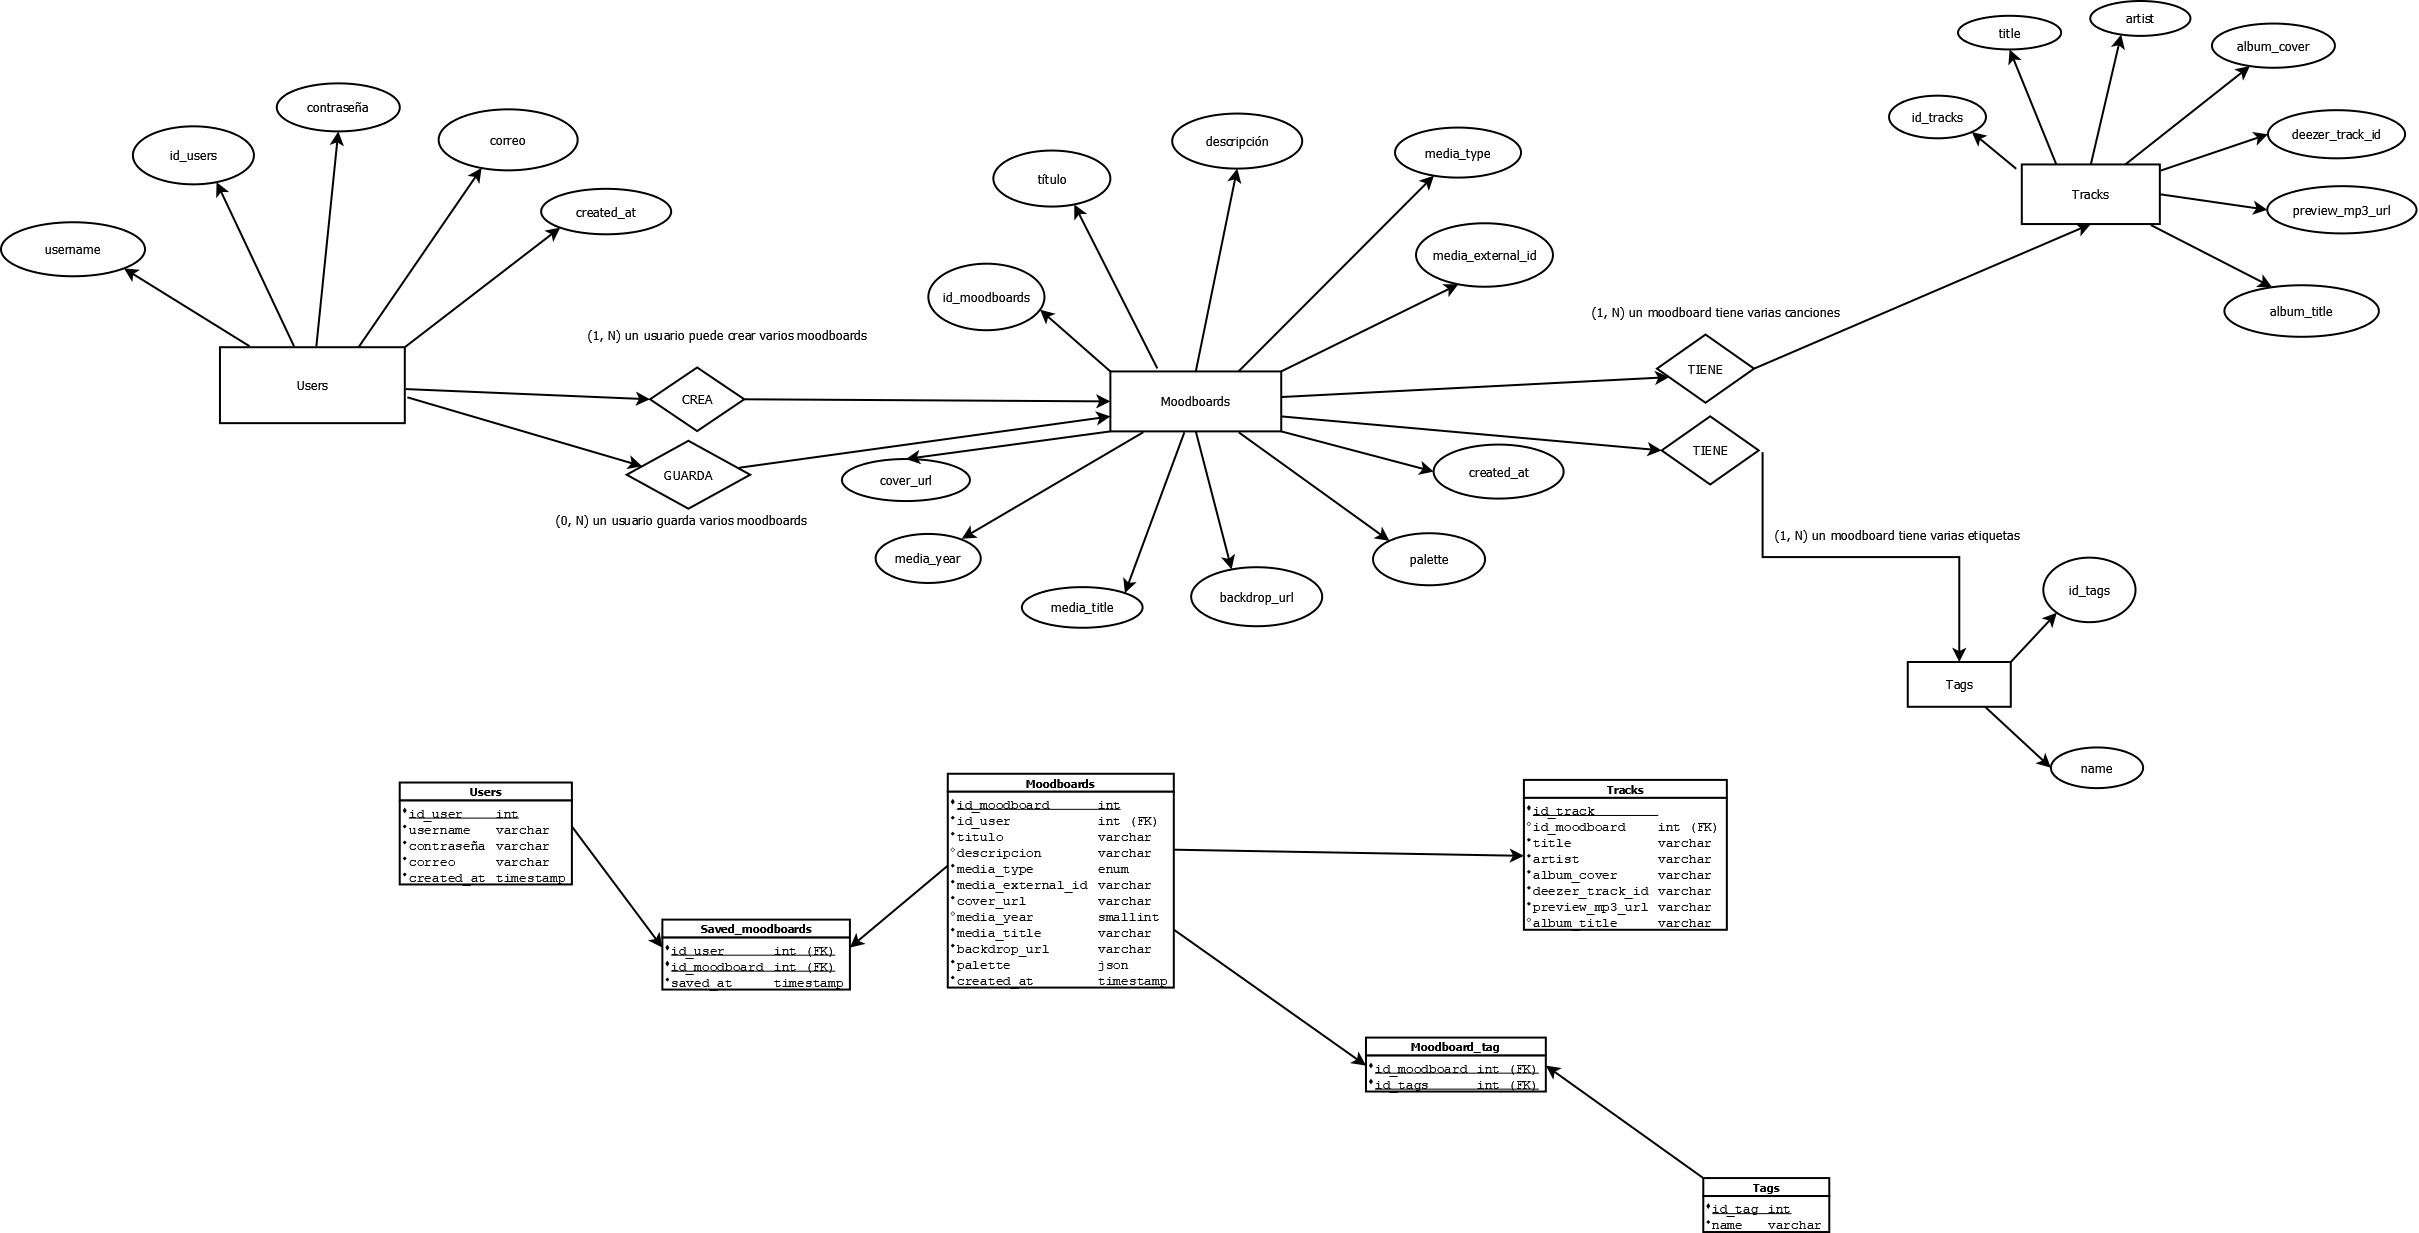 artist
title
album_cover
contraseña
id_tracks
deezer_track_id
correo
descripción
media_type
id_users
título
Tracks
created_at
preview_mp3_url
username
media_external_id
id_moodboards
album_title
(1, N) un moodboard tiene varias canciones
(1, N) un usuario puede crear varios moodboards
TIENE
Users
CREA
Moodboards
TIENE
GUARDA
cover_url
created_at
(0, N) un usuario guarda varios moodboards
(1, N) un moodboard tiene varias etiquetas
media_year
palette
id_tags
backdrop_url
media_title
Tags
name
Users
id_user int
username varchar
contraseña varchar
correo varchar
created_at timestamp
Saved_moodboards
id_user int (FK)
id_moodboard int (FK)
saved_at timestamp
Moodboards
id_moodboard int
id_user int (FK)
titulo varchar
descripcion varchar
media_type enum
media_external_id varchar
cover_url varchar
media_year smallint
media_title varchar
backdrop_url varchar
palette json
created_at timestamp
Tracks
id_track
id_moodboard int (FK)
title varchar
artist varchar
album_cover varchar
deezer_track_id varchar
preview_mp3_url varchar
album_title varchar
Moodboard_tag
id_moodboard int (FK)
id_tags int (FK)
Tags
id_tag int
name varchar